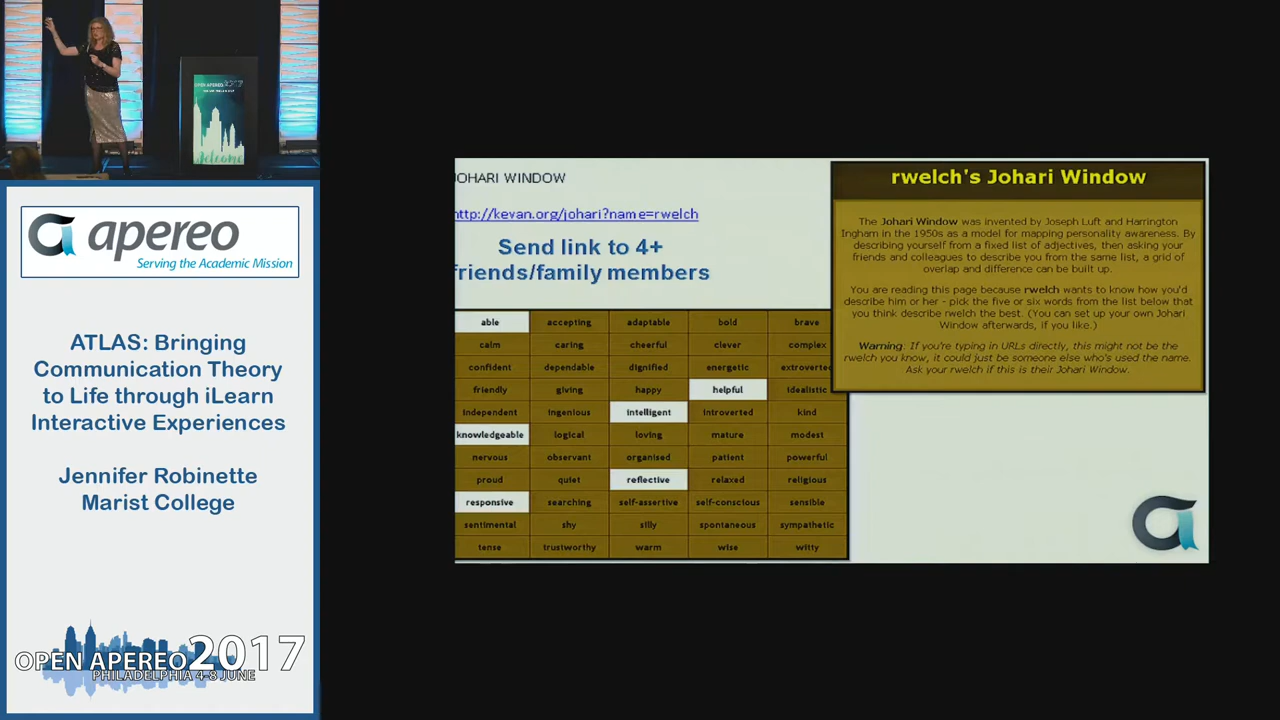 OPEN APEREO 2017
Welcome
apereo
Serving the Academic Mission
ATLAS: Bringing
Communication Theory
to Life through iLearn
Interactive Experiences
Jennifer Robinette
Marist College
OPEN APEREO 2017
PHILADELPHIA 4-8 JUNE
JOHARI WINDOW
http://kevan.org/johari?name=rwelch
Send link to 4+
friends/family members
able accepting adaptable bold brave
calm caring cheerful clever complex
confident dependable dignified energetic extroverted
friendly giving happy helpful idealistic
independent ingenious intelligent introverted kind
knowledgeable logical loving mature modest
nervous observant organised patient powerful
proud quiet reflective relaxed religious
responsive searching self-assertive self-conscious sensible
sentimental shy silly spontaneous sympathetic
tense trustworthy warm wise witty
rwelch's Johari Window
The Johari Window was invented by Joseph Luft and Harrington
Ingham in the 1950s as a model for mapping personality awareness. By
describing yourself from a fixed list of adjectives, then asking your
friends and colleagues to describe you from the same list, a grid of
overlap and difference can be built up.
You are reading this page because rwelch wants to know how you'd
describe him or her - pick the five or six words from the list below that
you think describe rwelch the best. (You can set up your own Johari
Window afterwards, if you like.)
Warning: If you're typing in URLs directly, this might not be the
rwelch you know, it could just be someone else who's used the name.
Ask your rwelch if this is their Johari Window.